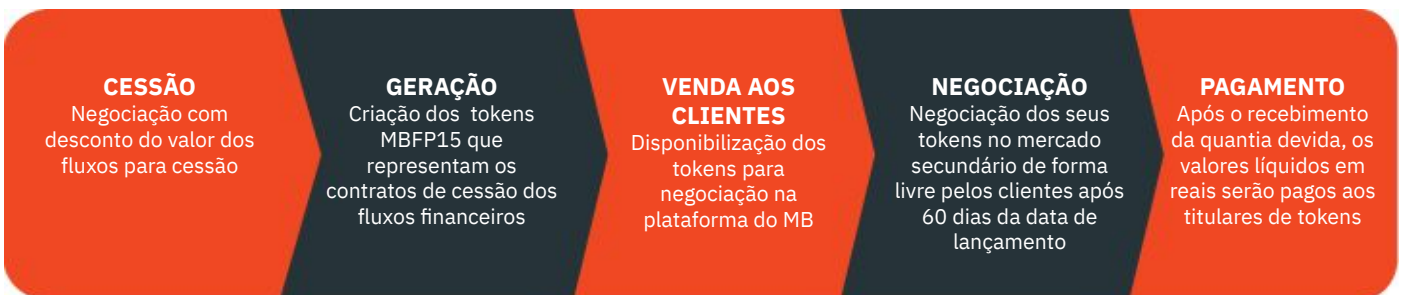 CESSÃO
Negociação com
desconto do valor dos
fluxos para cessão
GERAÇÃO
Criação dos tokens
MBFP15 que
representam os
contratos de cessão dos
fluxos financeiros
VENDA AOS
CLIENTES
Disponibilização dos
tokens para
negociação na
plataforma do MB
NEGOCIAÇÃO
Negociação dos seus
tokens no mercado
secundário de forma
livre pelos clientes após
60 dias da data de
lançamento
PAGAMENTO
Após o recebimento
da quantia devida, os
valores líquidos em
reais serão pagos aos
titulares de tokens